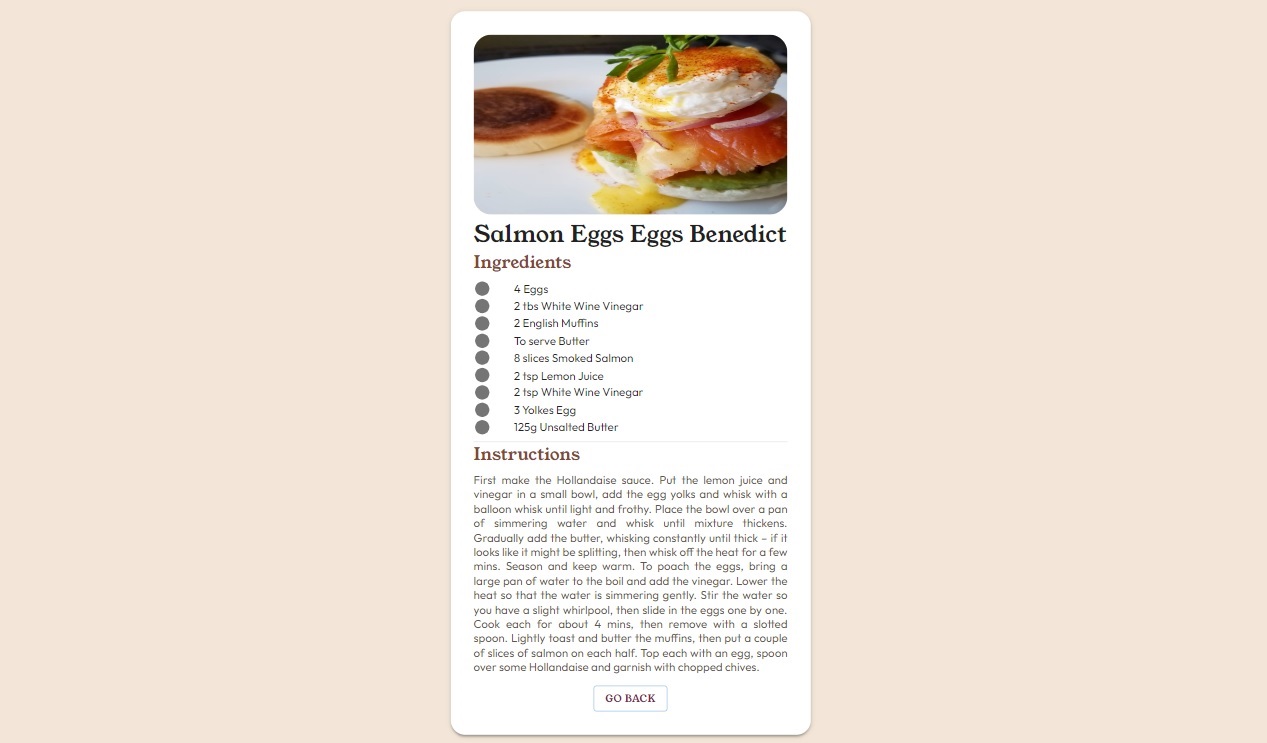 Salmon Eggs Eggs Benedict
Ingredients
4 Eggs
2 tbs White Wine Vinegar
2 English Muffins
To serve Butter
8 slices Smoked Salmon
2 tsp Lemon Juice
2 tsp White Wine Vinegar
3 Yolkes Egg
125g Unsalted Butter
Instructions
First make the Hollandaise sauce. Put the lemon juice and
vinegar in a small bowl, add the egg yolks and whisk with a
balloon whisk until light and frothy. Place the bowl over a pan
of simmering water and whisk until mixture thickens.
Gradually add the butter, whisking constantly until thick – if it
looks like it might be splitting, then whisk off the heat for a few
mins. Season and keep warm. To poach the eggs, bring a
large pan of water to the boil and add the vinegar. Lower the
heat so that the water is simmering gently. Stir the water so
you have a slight whirlpool, then slide in the eggs one by one.
Cook each for about 4 mins, then remove with a slotted
spoon. Lightly toast and butter the muffins, then put a couple
of slices of salmon on each half. Top each with an egg, spoon
over some Hollandaise and garnish with chopped chives.
GO BACK